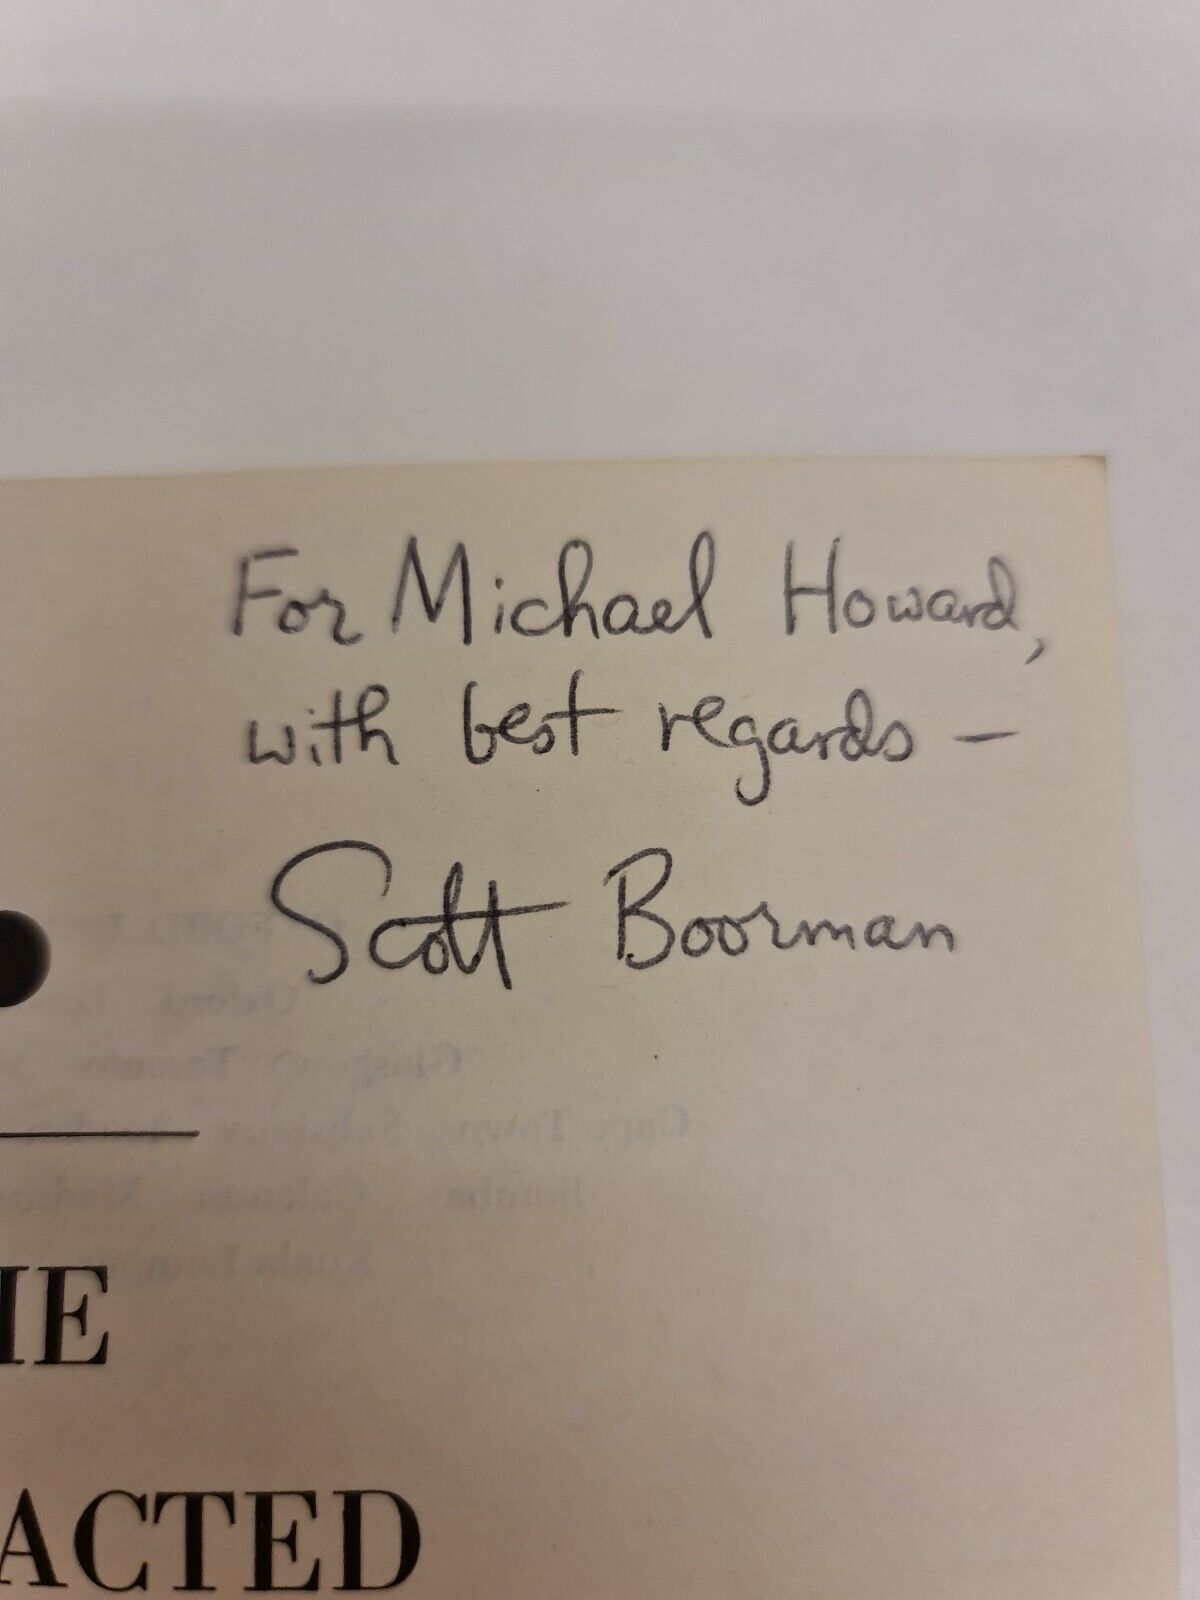 For Michael Howard,
with best regards –
Scott Boorman
IE
ACTED